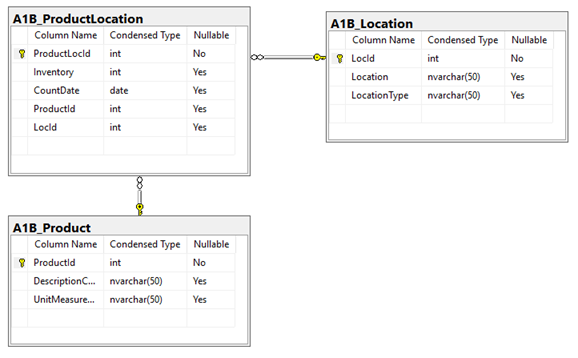 A1B_ProductLocation
Column Name Condensed Type Nullable
ProductLocId int No
Inventory int Yes
CountDate date Yes
ProductId int Yes
LocId int Yes
A1B_Location
Column Name Condensed Type Nullable
LocId int No
Location nvarchar(50) Yes
LocationType nvarchar(50) Yes
A1B_Product
Column Name Condensed Type Nullable
ProductId int No
DescriptionC... nvarchar(50) Yes
UnitMeasure... nvarchar(50) Yes